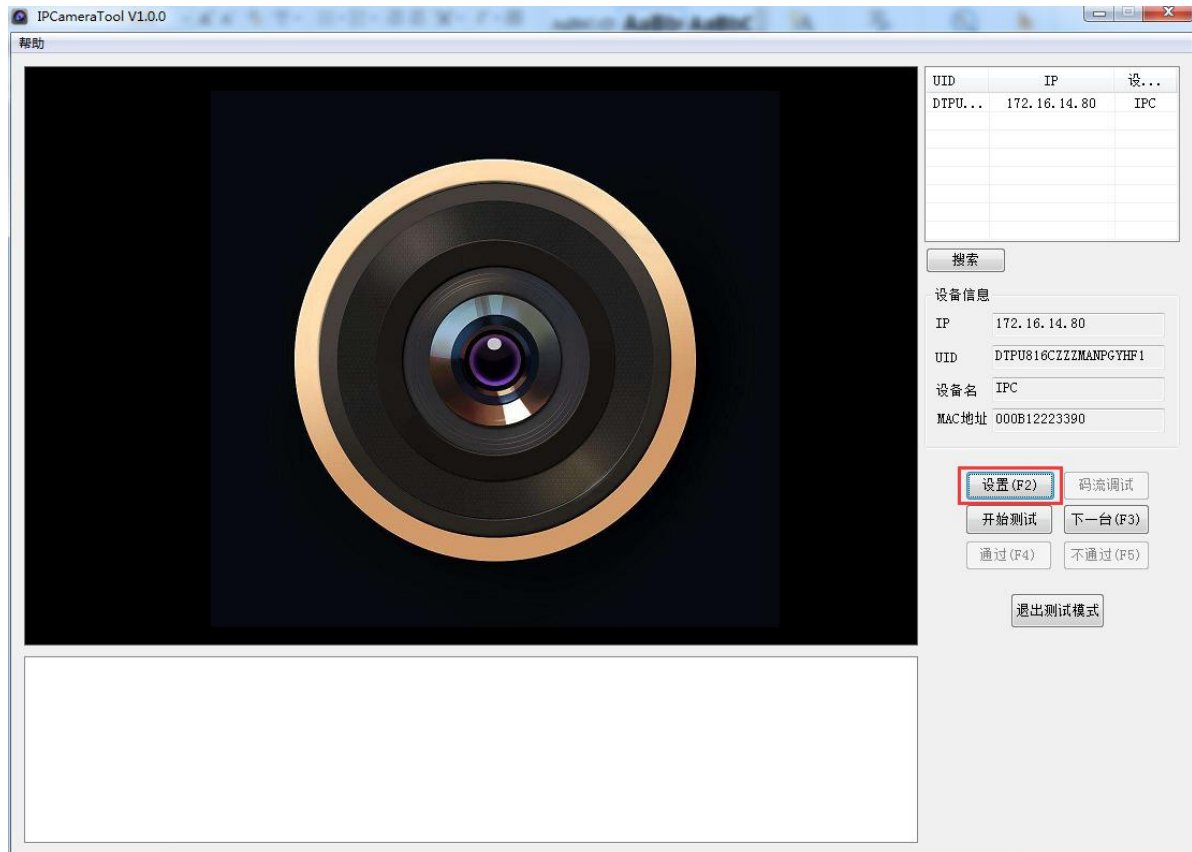 IPCameraTool V1.0.0
帮助
UID IP 设...
DTPU... 172.16.14.80 IPC
搜索
设备信息
IP 172.16.14.80
UID DTPU816CZZZMANPGYHF1
设备名 IPC
MAC地址 000B12223390
设置(F2) 码流调试
开始测试 下一台(F3)
通过(F4) 不通过(F5)
退出测试模式